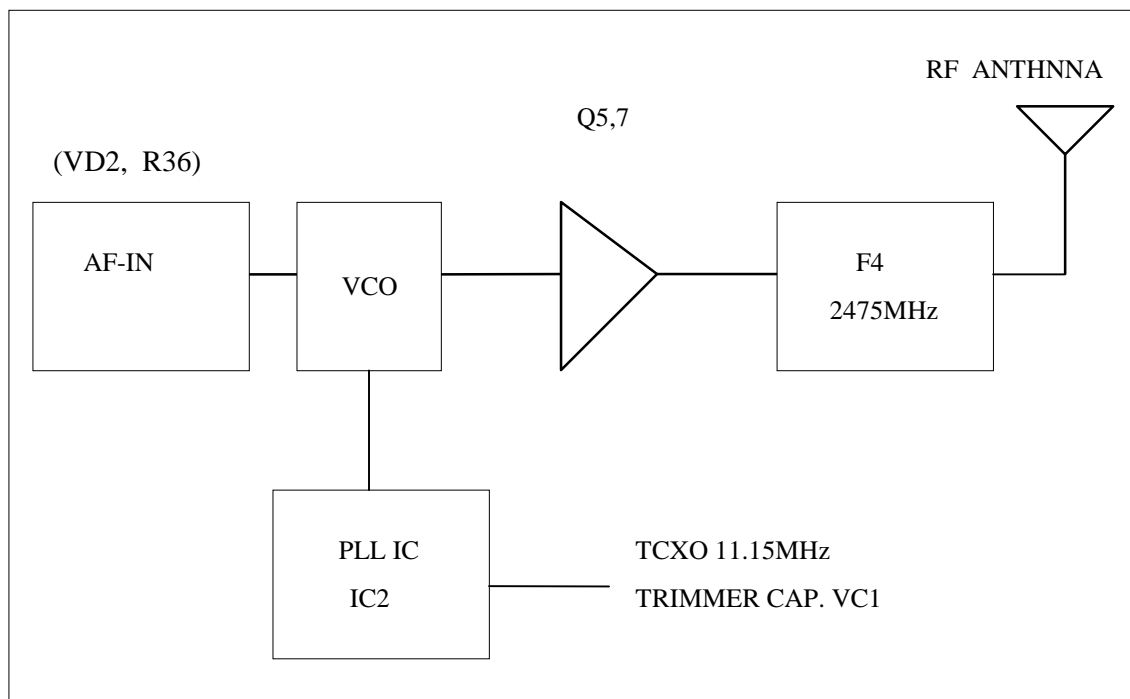 RF ANTHNNA
Q5,7
(VD2, R36)
AF-IN
VCO
F4
2475MHz
PLL IC
IC2
TCXO 11.15MHz
TRIMMER CAP. VC1